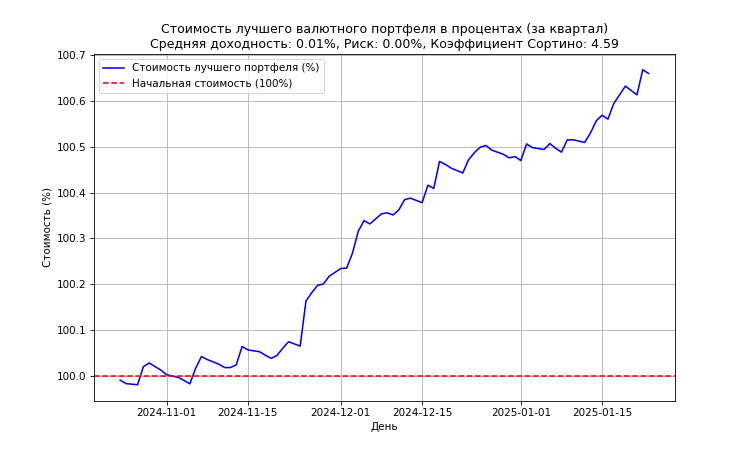 Стоимость лучшего валютного портфеля в процентах (за квартал)
Средняя доходность: 0.01%, Риск: 0.00%, Коэффициент Сортино: 4.59
Стоимость лучшего портфеля (%)
Начальная стоимость (100%)
Стоимость (%)
100.7
100.6
100.5
100.4
100.3
100.2
100.1
100.0
2024-11-01
2024-11-15
2024-12-01
2024-12-15
2025-01-01
2025-01-15
День